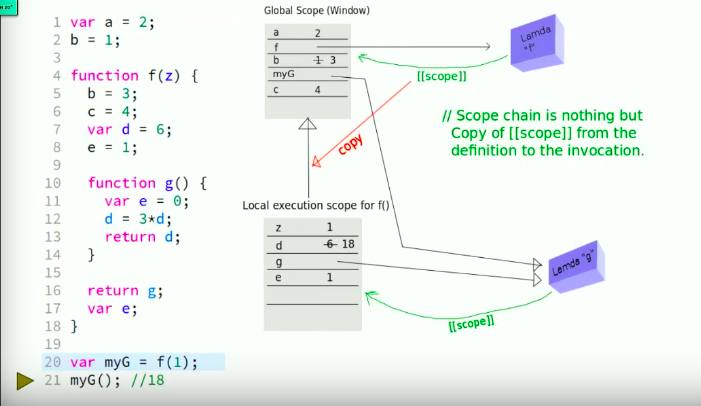 1 var a = 2;
2 b = 1;
3
4 function f(z) {
5 b = 3;
6 c = 4;
7 var d = 6;
8 e = 1;
9
10 function g() {
11 var e = 0;
12 d = 3*d;
13 return d;
14 }
15
16 return g;
17 var e;
18 }
19
20 var myG = f(1);
21 myG(); //18
Global Scope (Window)
a 2
f
b 1 3
myG
c 4
Lamda
"f"
[[scope]]
copy
// Scope chain is nothing but
Copy of [[scope]] from the
definition to the invocation.
Local execution scope for f()
z 1
d 6 18
g
e 1
Lamda "g"
[[scope]]